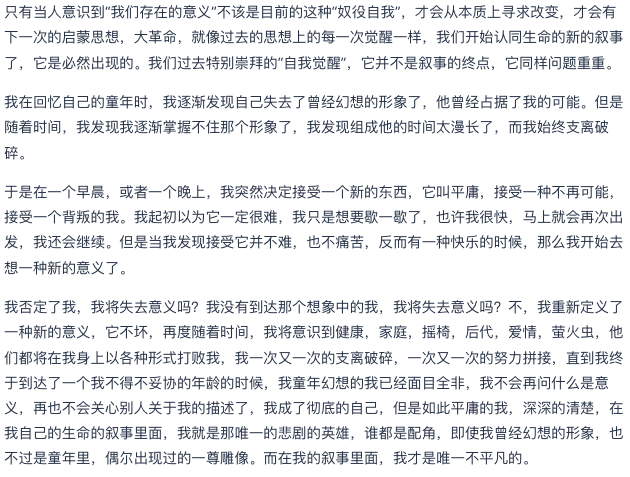 只有当人意识到“我们存在的意义”不该是目前的这种“奴役自我”，才会从本质上寻求改变，才会有
下一次的启蒙思想，大革命，就像过去的思想上的每一次觉醒一样，我们开始认同生命的新的叙事
了，它是必然出现的。我们过去特别崇拜的“自我觉醒”，它并不是叙事的终点，它同样问题重重。
我在回忆自己的童年时，我逐渐发现自己失去了曾经幻想的形象了，他曾经占据了我的可能。但是
随着时间，我发现我逐渐掌握不住那个形象了，我发现组成他的时间太漫长了，而我始终支离破
碎。
于是在一个早晨，或者一个晚上，我突然决定接受一个新的东西，它叫平庸，接受一种不再可能，
接受一个背叛的我。我起初以为它一定很难，我只是想要歇一歇了，也许我很快，马上就会再次出
发，我还会继续。但是当我发现接受它并不难，也不痛苦，反而有一种快乐的时候，那么我开始去
想一种新的意义了。
我否定了我，我将失去意义吗？我没有到达那个想象中的我，我将失去意义吗？不，我重新定义了
一种新的意义，它不坏，再度随着时间，我将意识到健康，家庭，摇椅，后代，爱情，萤火虫，他
们都将在我身上以各种形式打败我，我一次又一次的支离破碎，一次又一次的努力拼接，直到我终
于到达了一个我不得不妥协的年龄的时候，我童年幻想的我已经面目全非，我不会再问什么是意
义，再也不会关心别人关于我的描述了，我成了彻底的自己，但是如此平庸的我，深深的清楚，在
我自己的生命的叙事里面，我就是那唯一的悲剧的英雄，谁都是配角，即使我曾经幻想的形象，也
不过是童年里，偶尔出现过的一尊雕像。而在我的叙事里面，我才是唯一不平凡的。